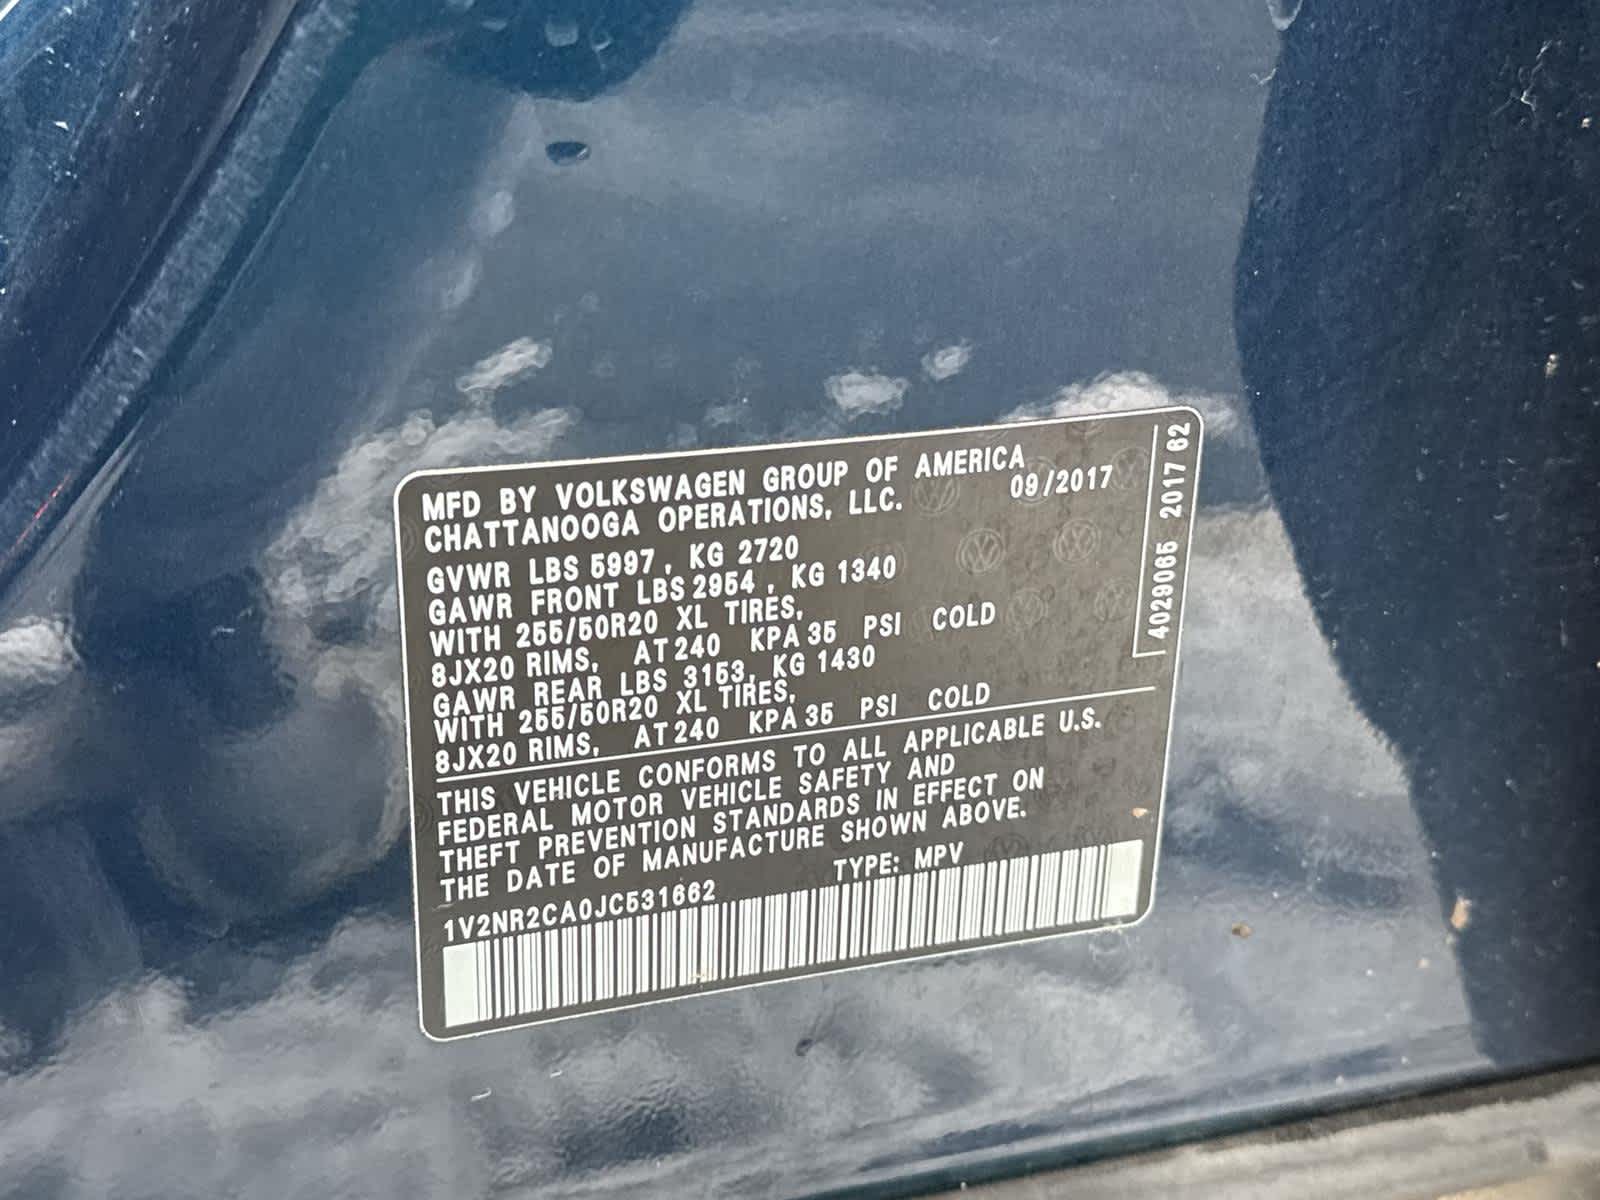 MFD BY VOLKSWAGEN GROUP OF AMERICA
CHATTANOOGA OPERATIONS, LLC. 09/2017
GVWR LBS 5997, KG 2720
GAWR FRONT LBS 2954, KG 1340
WITH 255/50R20 XL TIRES,
8JX20 RIMS, AT 240 KPA 35 PSI COLD
GAWR REAR LBS 3153, KG 1430
WITH 255/50R20 XL TIRES,
8JX20 RIMS, AT 240 KPA 35 PSI COLD
THIS VEHICLE CONFORMS TO ALL APPLICABLE U.S.
FEDERAL MOTOR VEHICLE SAFETY AND
THEFT PREVENTION STANDARDS IN EFFECT ON
THE DATE OF MANUFACTURE SHOWN ABOVE.
1V2NR2CA0JC531662 TYPE: MPV
4029065 2017 62